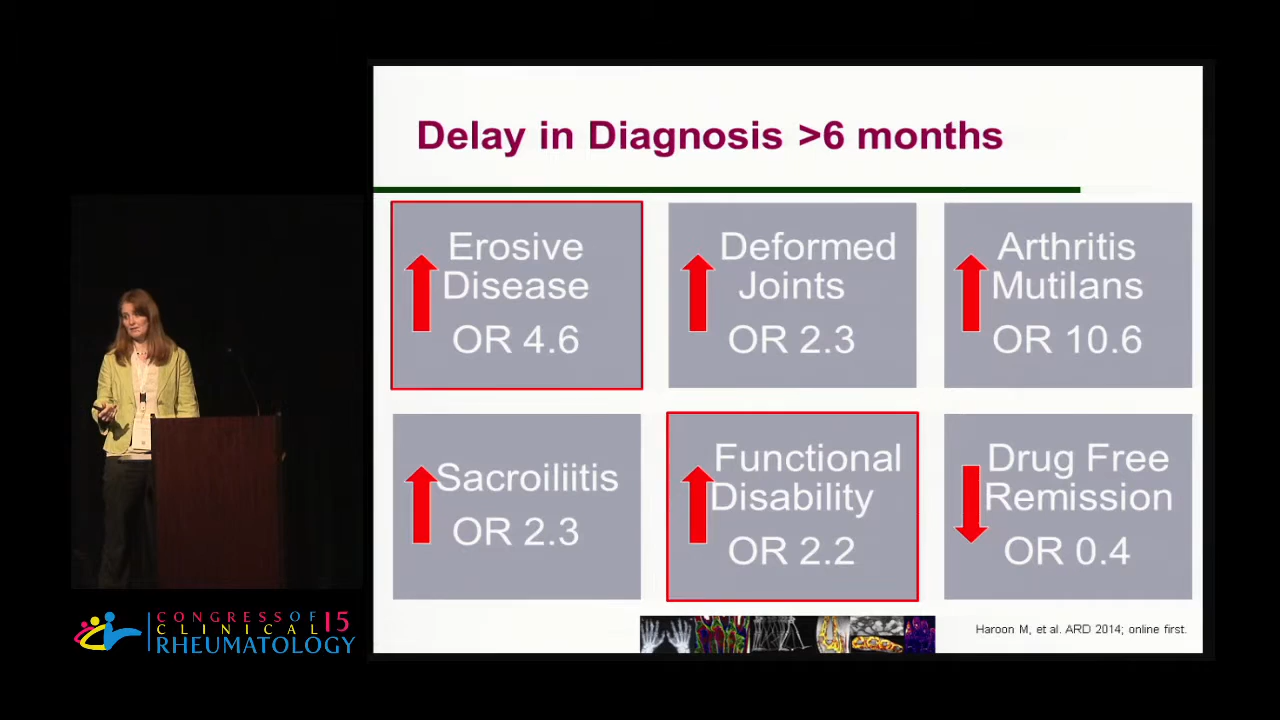 Delay in Diagnosis >6 months
Erosive
Disease
OR 4.6
Deformed
Joints
OR 2.3
Arthritis
Mutilans
OR 10.6
Sacroiliitis
OR 2.3
Functional
Disability
OR 2.2
Drug Free
Remission
OR 0.4
Haroon M, et al. ARD 2014; online first.
CONGRESS OF 15
CLINICAL
RHEUMATOLOGY